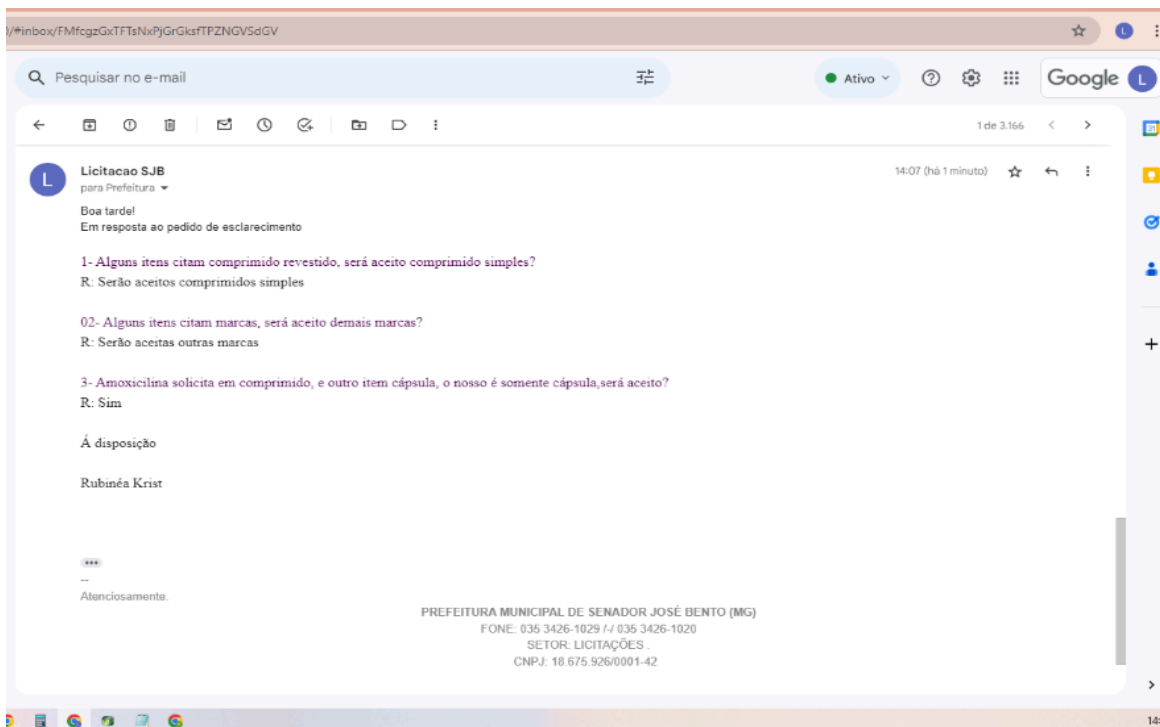 )/#inbox/FMfcgzGxTFTsNxPjGrGksfTPZNGVSdGV
L
Pesquisar no e-mail
Ativo
Google L
1 de 3.166
31
L
Licitacao SJB
14:07 (há 1 minuto)
para Prefeitura
Boa tarde!
Em resposta ao pedido de esclarecimento
1- Alguns itens citam comprimido revestido, será aceito comprimido simples?
R: Serão aceitos comprimidos simples
02- Alguns itens citam marcas, será aceito demais marcas?
R: Serão aceitas outras marcas
3- Amoxicilina solicita em comprimido, e outro item cápsula, o nosso é somente cápsula,será aceito?
R: Sim
Á disposição
Rubinéa Krist
--
Atenciosamente.
PREFEITURA MUNICIPAL DE SENADOR JOSÉ BENTO (MG)
FONE: 035 3426-1029 /-/ 035 3426-1020
SETOR: LICITAÇÕES .
CNPJ: 18.675.926/0001-42